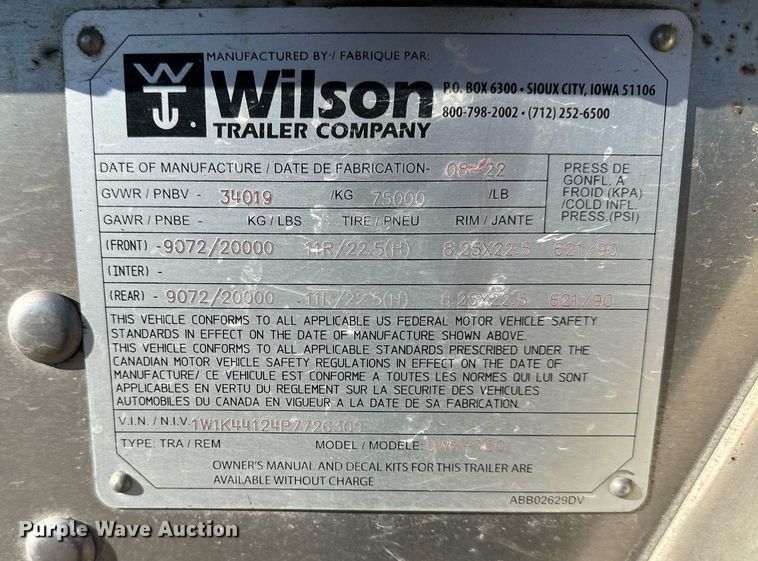 MANUFACTURED BY / FABRIQUE PAR:
WT
Wilson
TRAILER COMPANY
P.O. BOX 6300 • SIOUX CITY, IOWA 51106
800-798-2002 • (712) 252-6500
DATE OF MANUFACTURE / DATE DE FABRICATION- 08 22
GVWR / PNBV - 34019 /KG 75000 /LB
PRESS DE
GONFL. A
FROID (KPA)
/COLD INFL.
PRESS.(PSI)
GAWR / PNBE - KG / LBS TIRE / PNEU RIM / JANTE
(FRONT) -9072/20000 11R/22.5(H) 8.25X22.5 621/90
(INTER) -
(REAR) -9072/20000 11R/22.5(H) 8.25X22.5 621/90
THIS VEHICLE CONFORMS TO ALL APPLICABLE US FEDERAL MOTOR VEHICLE SAFETY
STANDARDS IN EFFECT ON THE DATE OF MANUFACTURE SHOWN ABOVE.
THIS VEHICLE CONFORMS TO ALL APPLICABLE STANDARDS PRESCRIBED UNDER THE
CANADIAN MOTOR VEHICLE SAFETY REGULATIONS IN EFFECT ON THE DATE OF
MANUFACTURE/ CE VEHICULE EST CONFORME A TOUTES LES NORMES QUI LUI SONT
APPLICABLES EN VERTU DU REGLEMENT SUR LA SECURITE DES VEHICULES
AUTOMOBILES DU CANADA EN VIGUEUR A LA DATE DE SA FABRICATION.
V.I.N. / N.I.V.
TYPE: TRA / REM MODEL / MODELE:
OWNER'S MANUAL AND DECAL KITS FOR THIS TRAILER ARE
AVAILABLE WITHOUT CHARGE
ABB02629DV
Purple Wave Auction